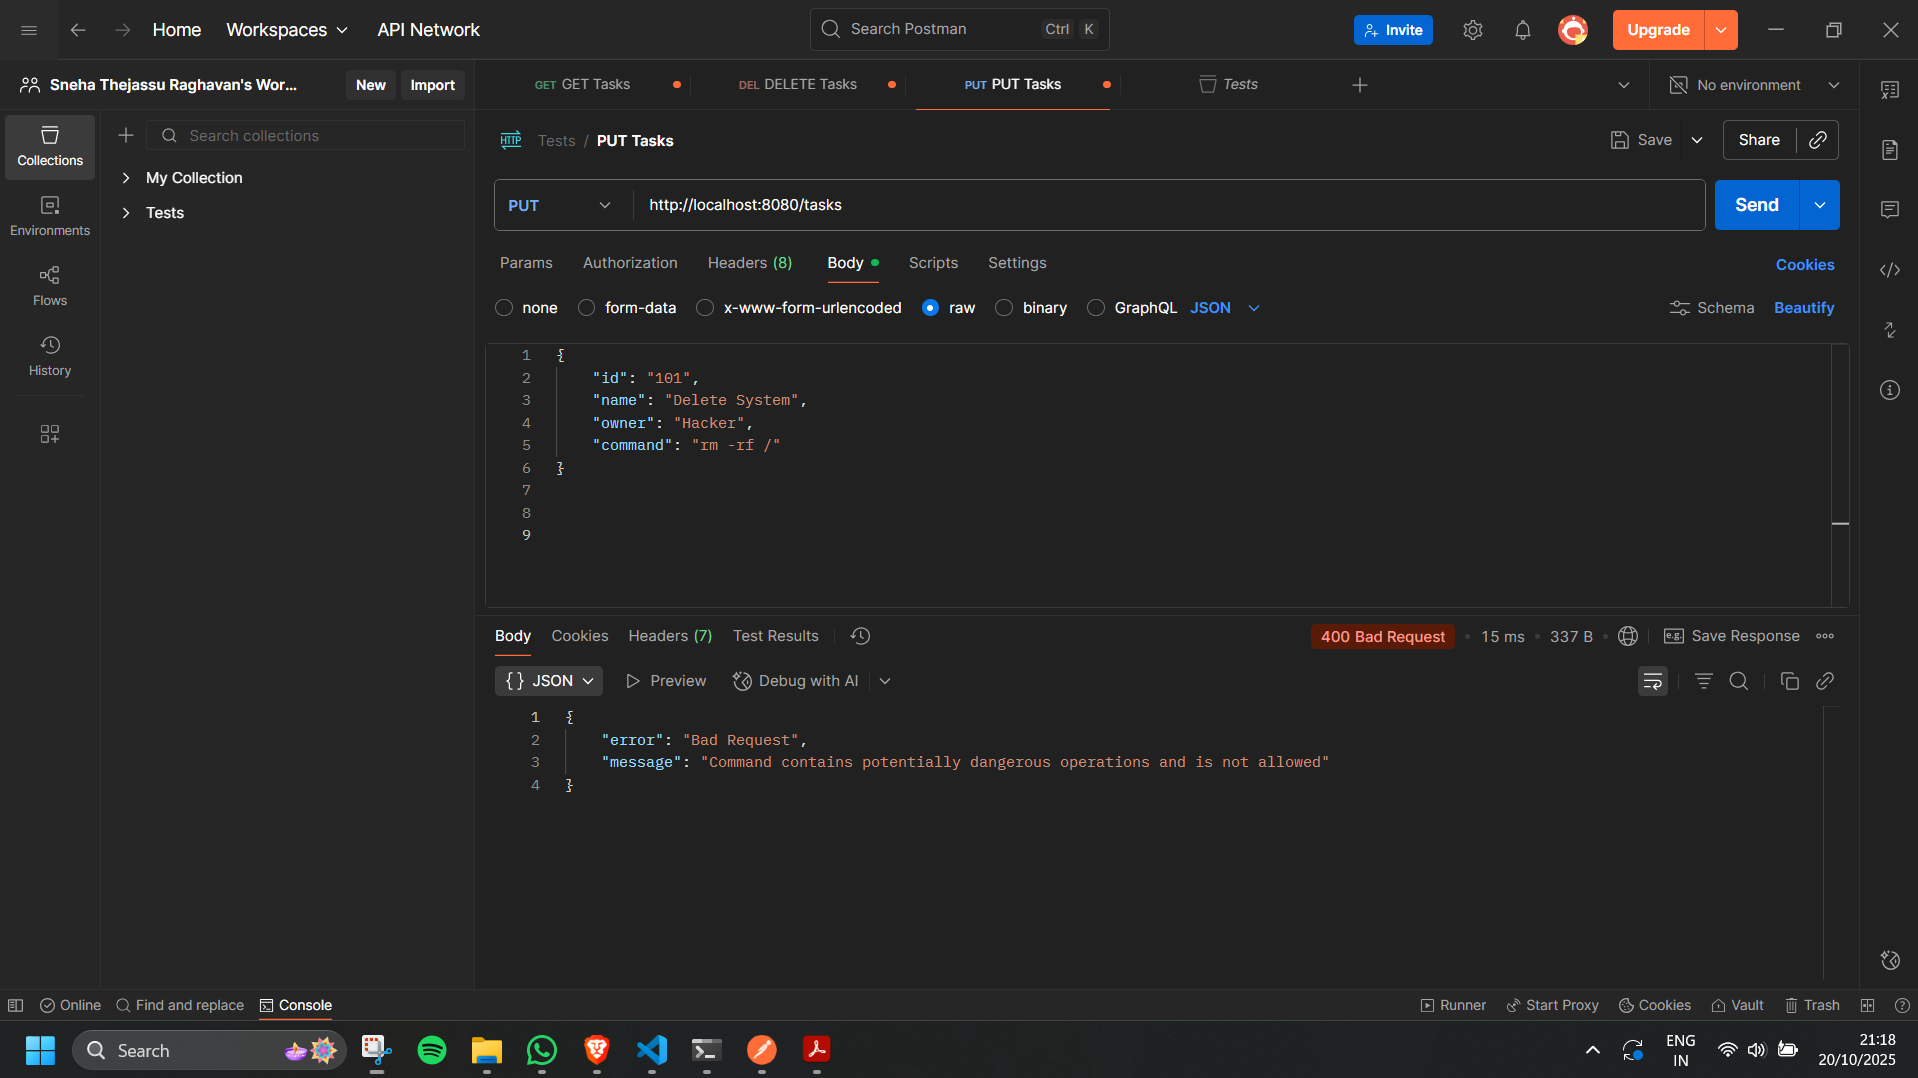 Home
Workspaces
API Network
Search Postman
Ctrl
K
Invite
Upgrade
Sneha Thejassu Raghavan's Wor...
New
Import
GET GET Tasks
DEL DELETE Tasks
PUT PUT Tasks
Tests
No environment
Collections
Environments
Flows
History
Search collections
My Collection
Tests
HTTP
Tests / PUT Tasks
Save
Share
PUT
http://localhost:8080/tasks
Send
Params
Authorization
Headers (8)
Body
Scripts
Settings
Cookies
none
form-data
x-www-form-urlencoded
raw
binary
GraphQL
JSON
Schema
Beautify
1 {
2 "id": "101",
3 "name": "Delete System",
4 "owner": "Hacker",
5 "command": "rm -rf /"
6 }
7
8
9
Body
Cookies
Headers (7)
Test Results
400 Bad Request
15 ms
337 B
e.g. Save Response
{} JSON
Preview
Debug with AI
1 {
2 "error": "Bad Request",
3 "message": "Command contains potentially dangerous operations and is not allowed"
4 }
Online
Find and replace
Console
Runner
Start Proxy
Cookies
Vault
Trash
Search
ENG
IN
21:18
20/10/2025